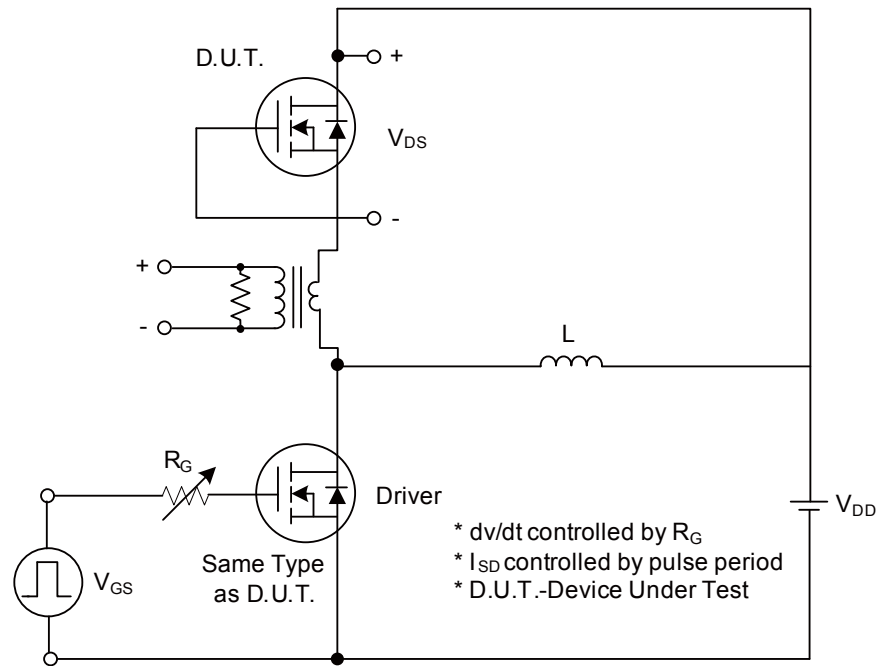 D.U.T.
+
V_DS
-
+
-
L
R_G
Driver
V_DD
Same Type
as D.U.T.
V_GS
* dv/dt controlled by R_G
* I_SD controlled by pulse period
* D.U.T.-Device Under Test